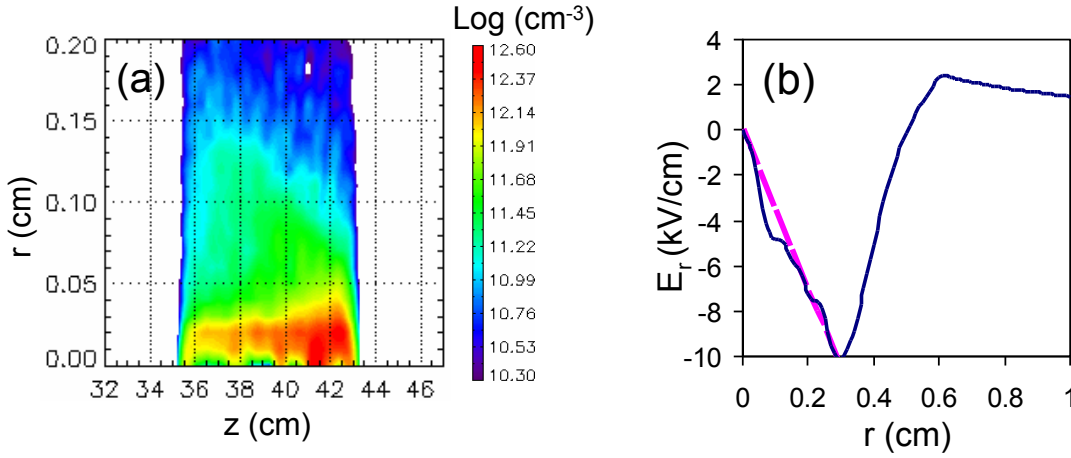 Log (cm-3)
(a)
0.20
0.15
0.10
0.05
0.00
r (cm)
32 34 36 38 40 42 44 46
z (cm)
12.60
12.37
12.14
11.91
11.68
11.45
11.22
10.99
10.76
10.53
10.30
(b)
4
2
0
-2
-4
-6
-8
-10
Er (kV/cm)
0 0.2 0.4 0.6 0.8 1
r (cm)